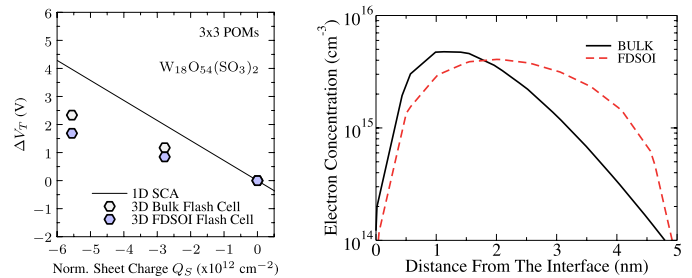 3x3 POMs
W18O54(SO3)2
ΔVT (V)
6
5
4
3
2
1
0
−1
−2
1D SCA
3D Bulk Flash Cell
3D FDSOI Flash Cell
−6 −5 −4 −3 −2 −1 0
Norm. Sheet Charge QS (x10^12 cm^−2)
Electron Concentration (cm^-3)
10^16
10^15
10^14
BULK
FDSOI
0 1 2 3 4 5
Distance From The Interface (nm)